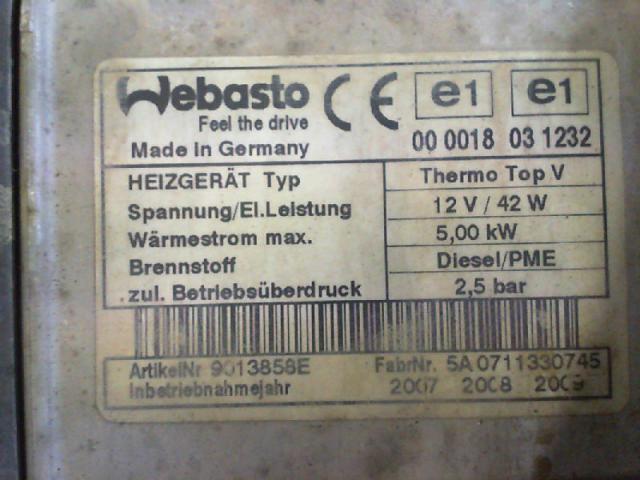 Webasto CE e1 e1
Feel the drive
Made in Germany 00 0018 03 1232
HEIZGERÄT Typ Thermo Top V
Spannung/El.Leistung 12 V / 42 W
Wärmestrom max. 5,00 kW
Brennstoff Diesel/PME
zul. Betriebsüberdruck 2,5 bar
ArtikelNr 9013858E FabrNr. 5A0711330745
Inbetriebnahmejahr 2007 2008 2009